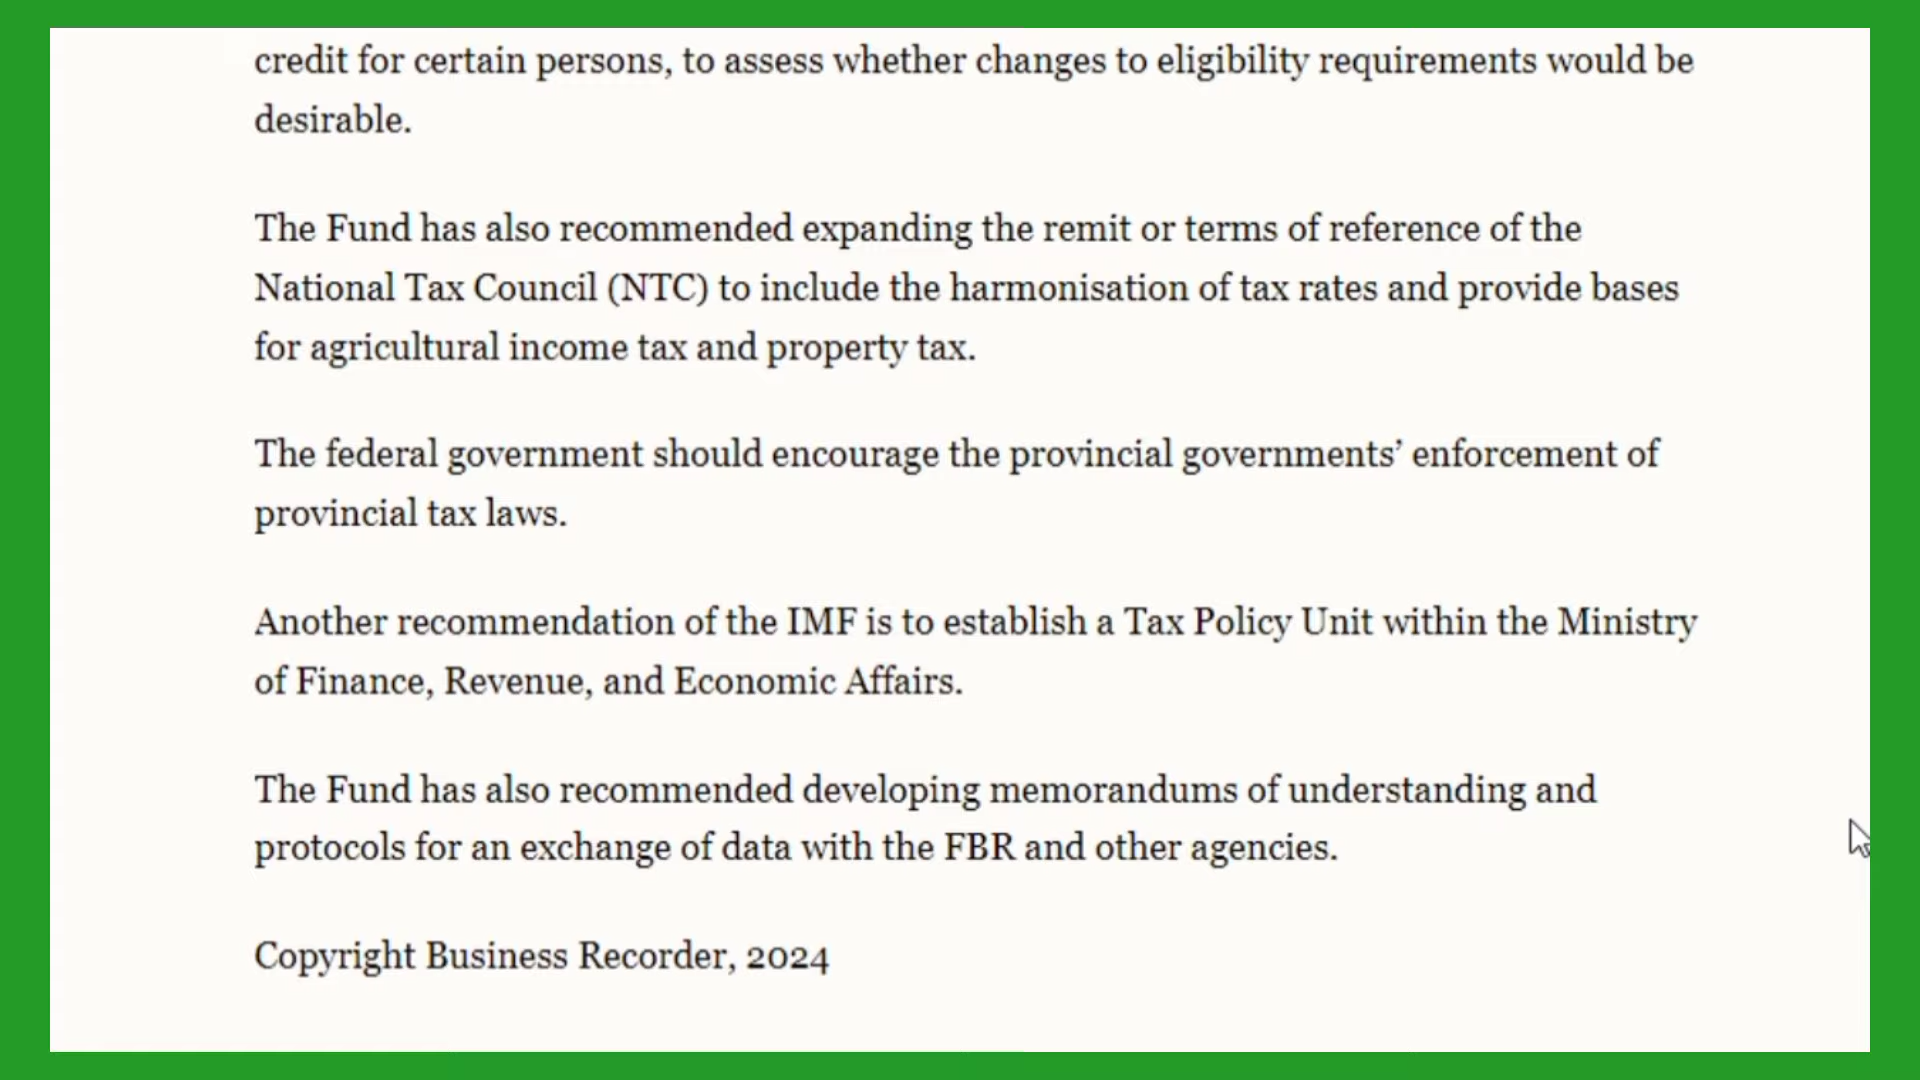 credit for certain persons, to assess whether changes to eligibility requirements would be
desirable.
The Fund has also recommended expanding the remit or terms of reference of the
National Tax Council (NTC) to include the harmonisation of tax rates and provide bases
for agricultural income tax and property tax.
The federal government should encourage the provincial governments’ enforcement of
provincial tax laws.
Another recommendation of the IMF is to establish a Tax Policy Unit within the Ministry
of Finance, Revenue, and Economic Affairs.
The Fund has also recommended developing memorandums of understanding and
protocols for an exchange of data with the FBR and other agencies.
Copyright Business Recorder, 2024